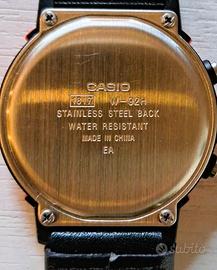 CASIO
1817 W-92H
STAINLESS STEEL BACK
WATER RESISTANT
MADE IN CHINA
EA
subito